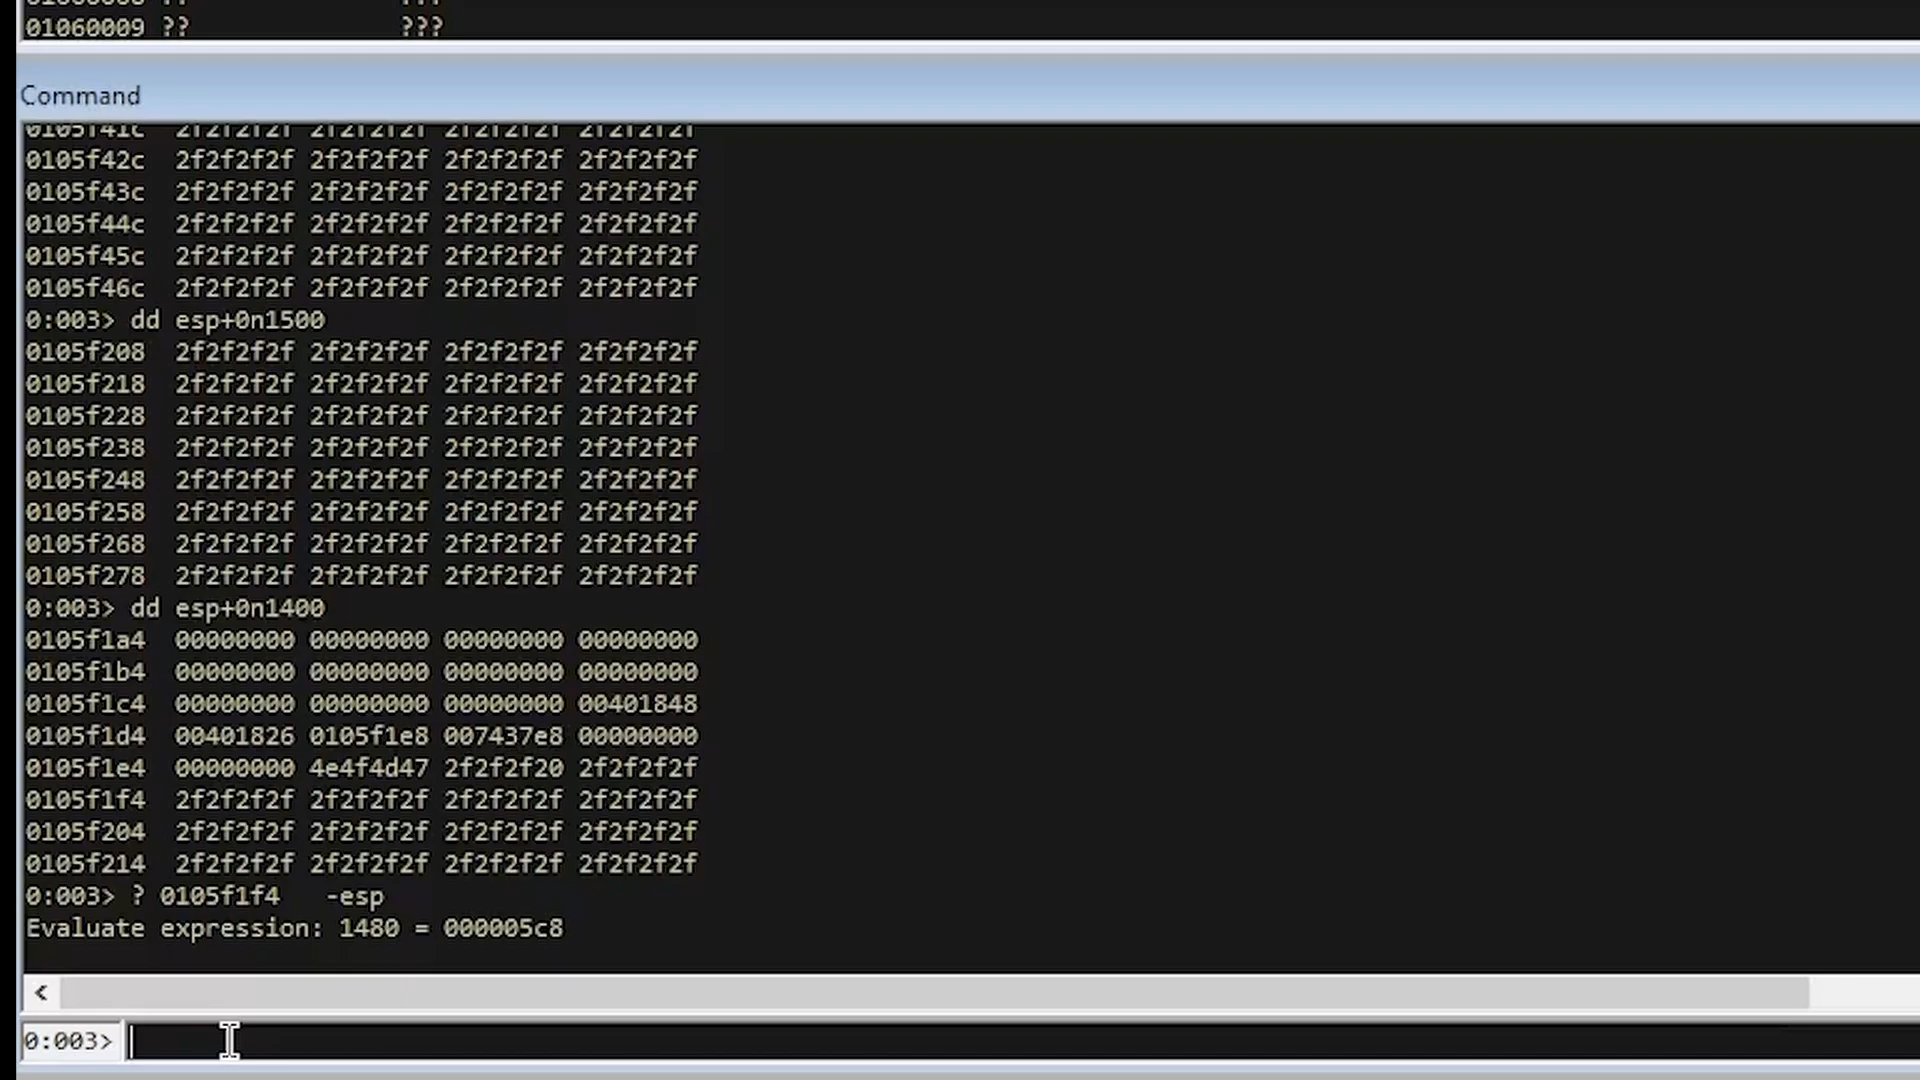 01060009 ?? ???
Command
0105f41c 2f2f2f2f 2f2f2f2f 2f2f2f2f 2f2f2f2f
0105f42c 2f2f2f2f 2f2f2f2f 2f2f2f2f 2f2f2f2f
0105f43c 2f2f2f2f 2f2f2f2f 2f2f2f2f 2f2f2f2f
0105f44c 2f2f2f2f 2f2f2f2f 2f2f2f2f 2f2f2f2f
0105f45c 2f2f2f2f 2f2f2f2f 2f2f2f2f 2f2f2f2f
0105f46c 2f2f2f2f 2f2f2f2f 2f2f2f2f 2f2f2f2f
0:003> dd esp+0n1500
0105f208 2f2f2f2f 2f2f2f2f 2f2f2f2f 2f2f2f2f
0105f218 2f2f2f2f 2f2f2f2f 2f2f2f2f 2f2f2f2f
0105f228 2f2f2f2f 2f2f2f2f 2f2f2f2f 2f2f2f2f
0105f238 2f2f2f2f 2f2f2f2f 2f2f2f2f 2f2f2f2f
0105f248 2f2f2f2f 2f2f2f2f 2f2f2f2f 2f2f2f2f
0105f258 2f2f2f2f 2f2f2f2f 2f2f2f2f 2f2f2f2f
0105f268 2f2f2f2f 2f2f2f2f 2f2f2f2f 2f2f2f2f
0105f278 2f2f2f2f 2f2f2f2f 2f2f2f2f 2f2f2f2f
0:003> dd esp+0n1400
0105f1a4 00000000 00000000 00000000 00000000
0105f1b4 00000000 00000000 00000000 00000000
0105f1c4 00000000 00000000 00000000 00401848
0105f1d4 00401826 0105f1e8 007437e8 00000000
0105f1e4 00000000 4e4f4d47 2f2f2f20 2f2f2f2f
0105f1f4 2f2f2f2f 2f2f2f2f 2f2f2f2f 2f2f2f2f
0105f204 2f2f2f2f 2f2f2f2f 2f2f2f2f 2f2f2f2f
0105f214 2f2f2f2f 2f2f2f2f 2f2f2f2f 2f2f2f2f
0:003> ? 0105f1f4 -esp
Evaluate expression: 1480 = 000005c8
0:003>